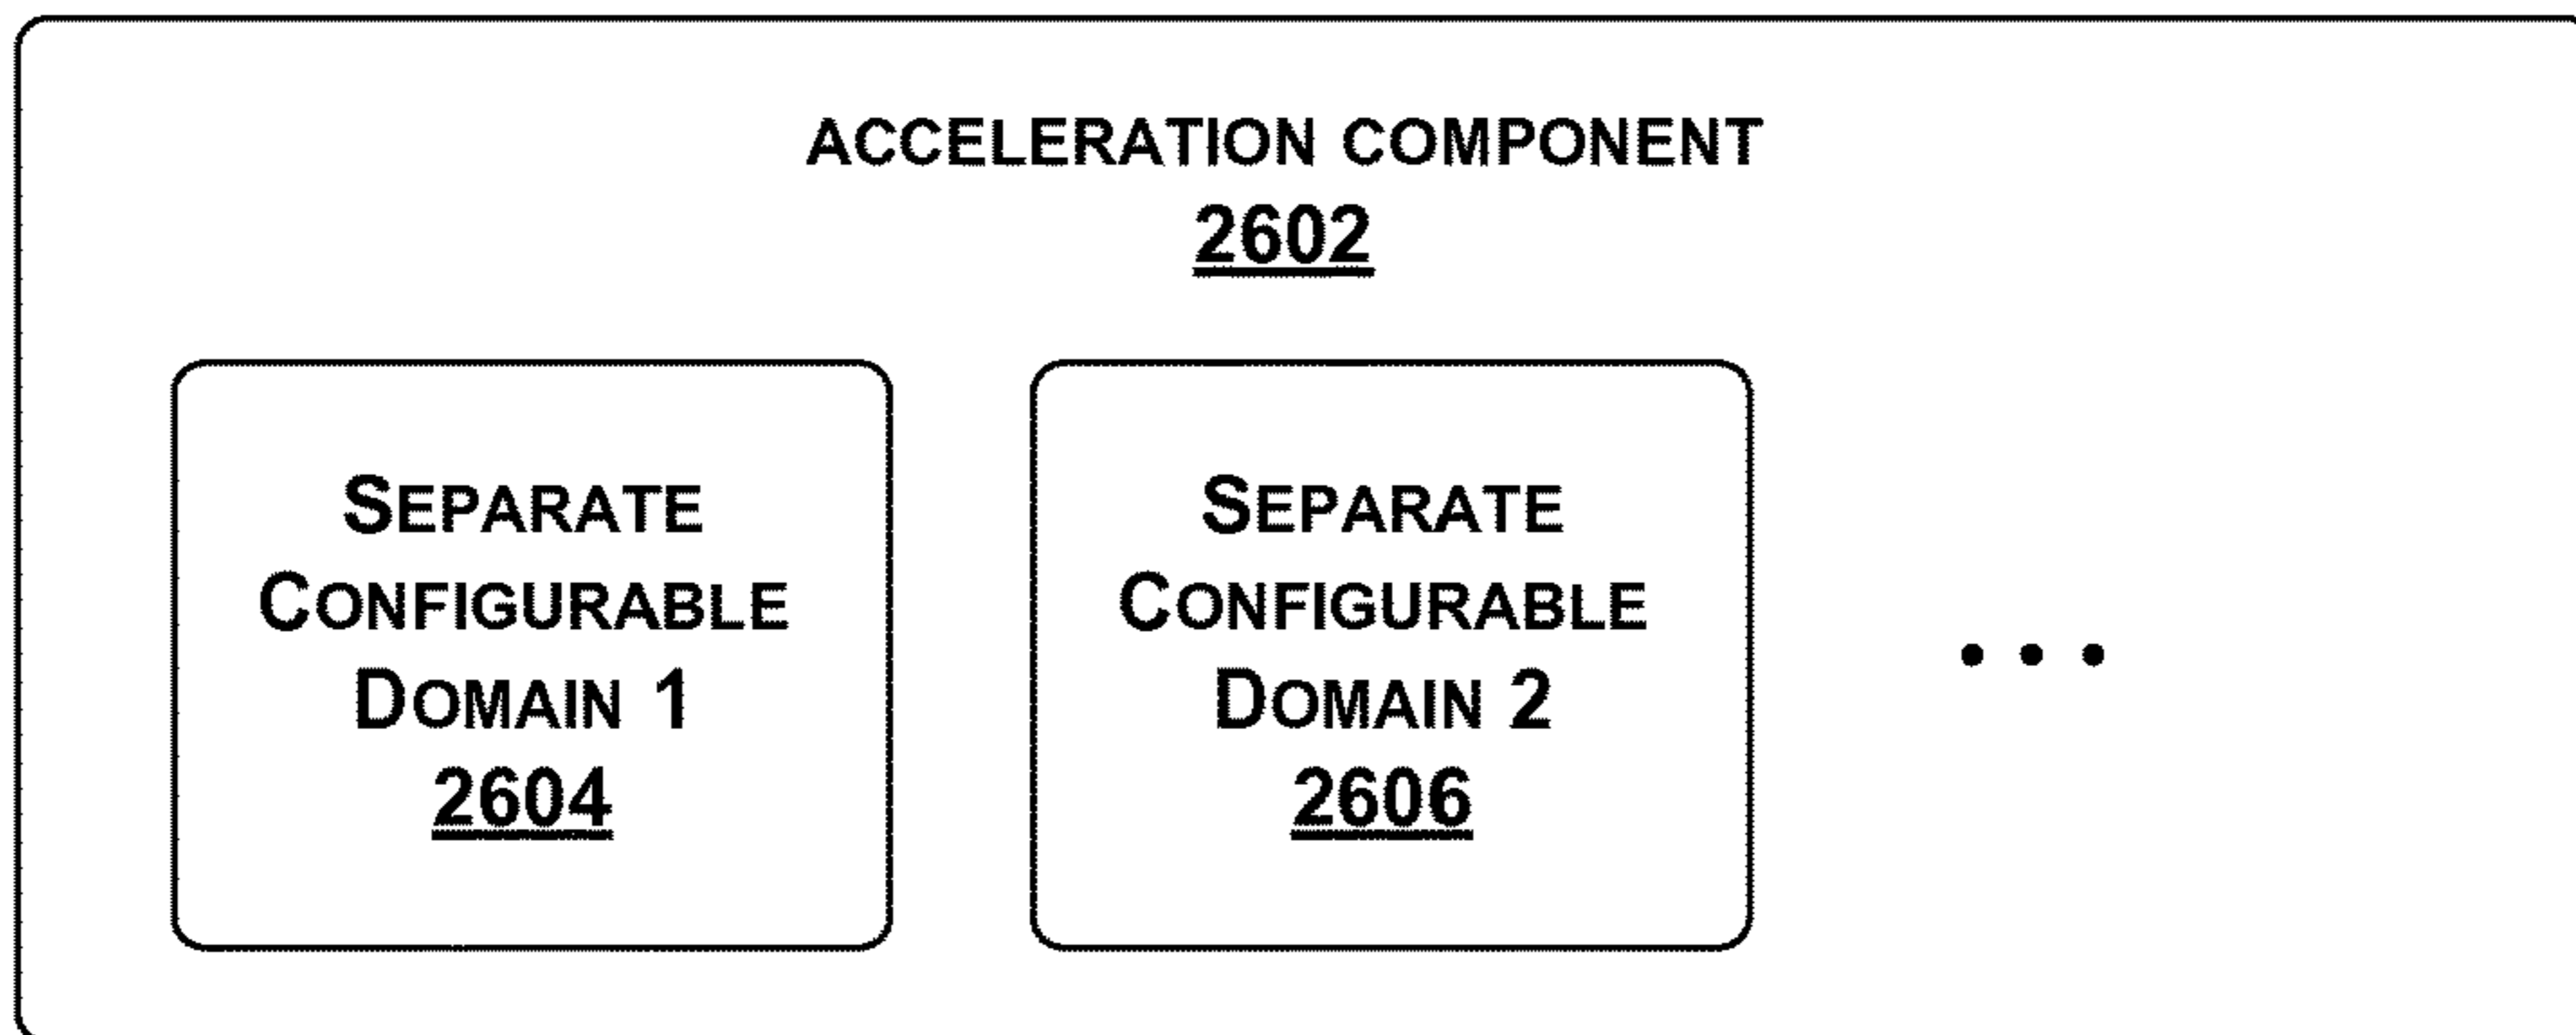 ACCELERATION COMPONENT
2602
SEPARATE
CONFIGURABLE
DOMAIN 1
2604
SEPARATE
CONFIGURABLE
DOMAIN 2
2606
...